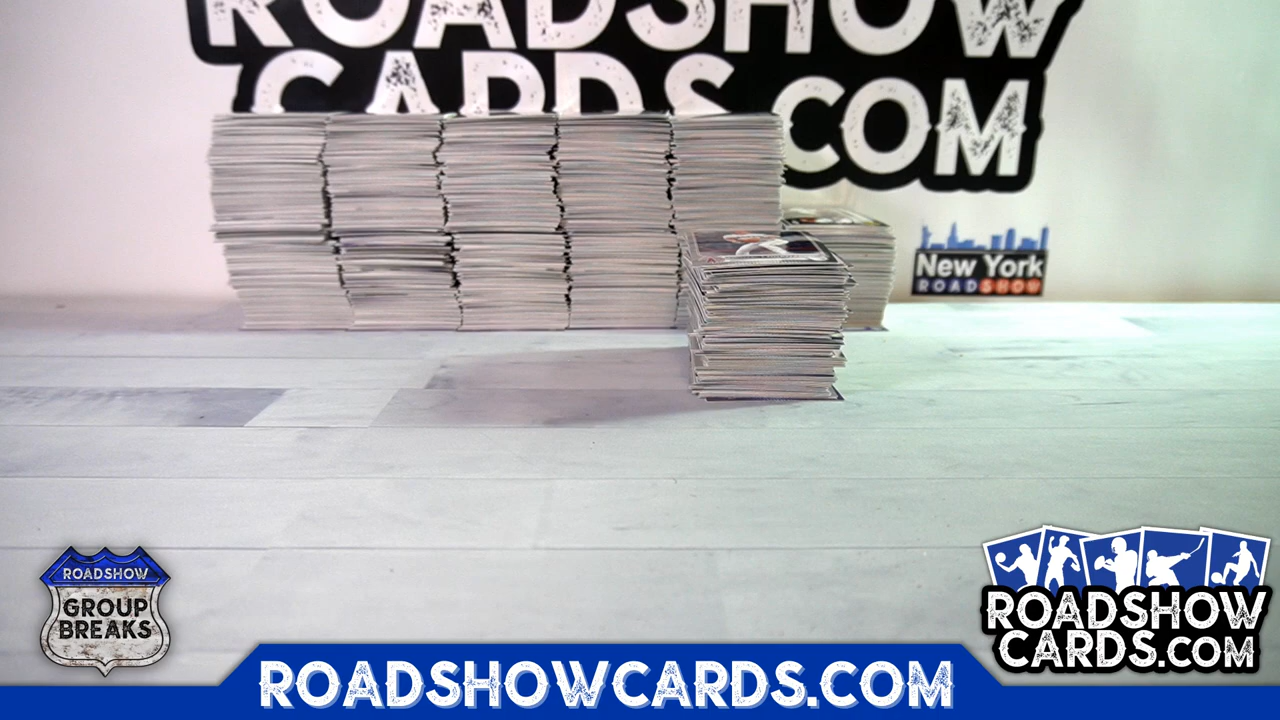 ROADSHOW
CARDS.COM
New York
ROADSHOW
ROADSHOW
GROUP
BREAKS
ROADSHOW
CARDS.COM
ROADSHOWCARDS.COM